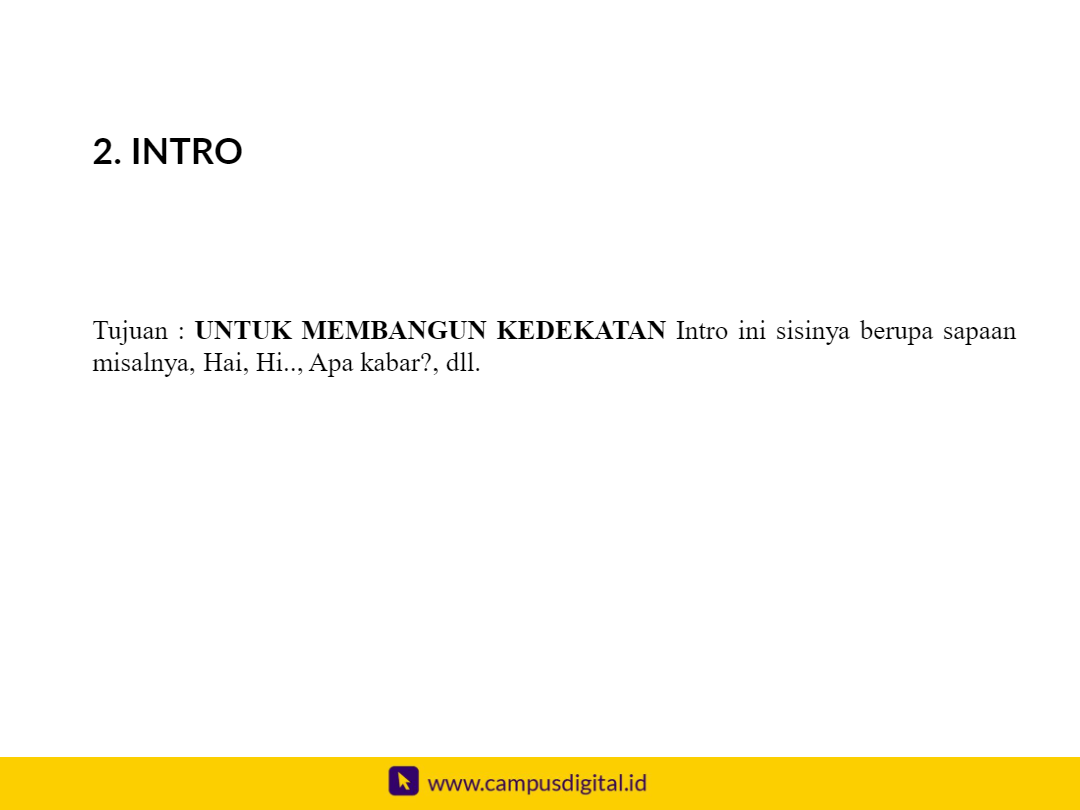 2. INTRO
Tujuan : UNTUK MEMBANGUN KEDEKATAN Intro ini sisinya berupa sapaan
misalnya, Hai, Hi.., Apa kabar?, dll.
www.campusdigital.id